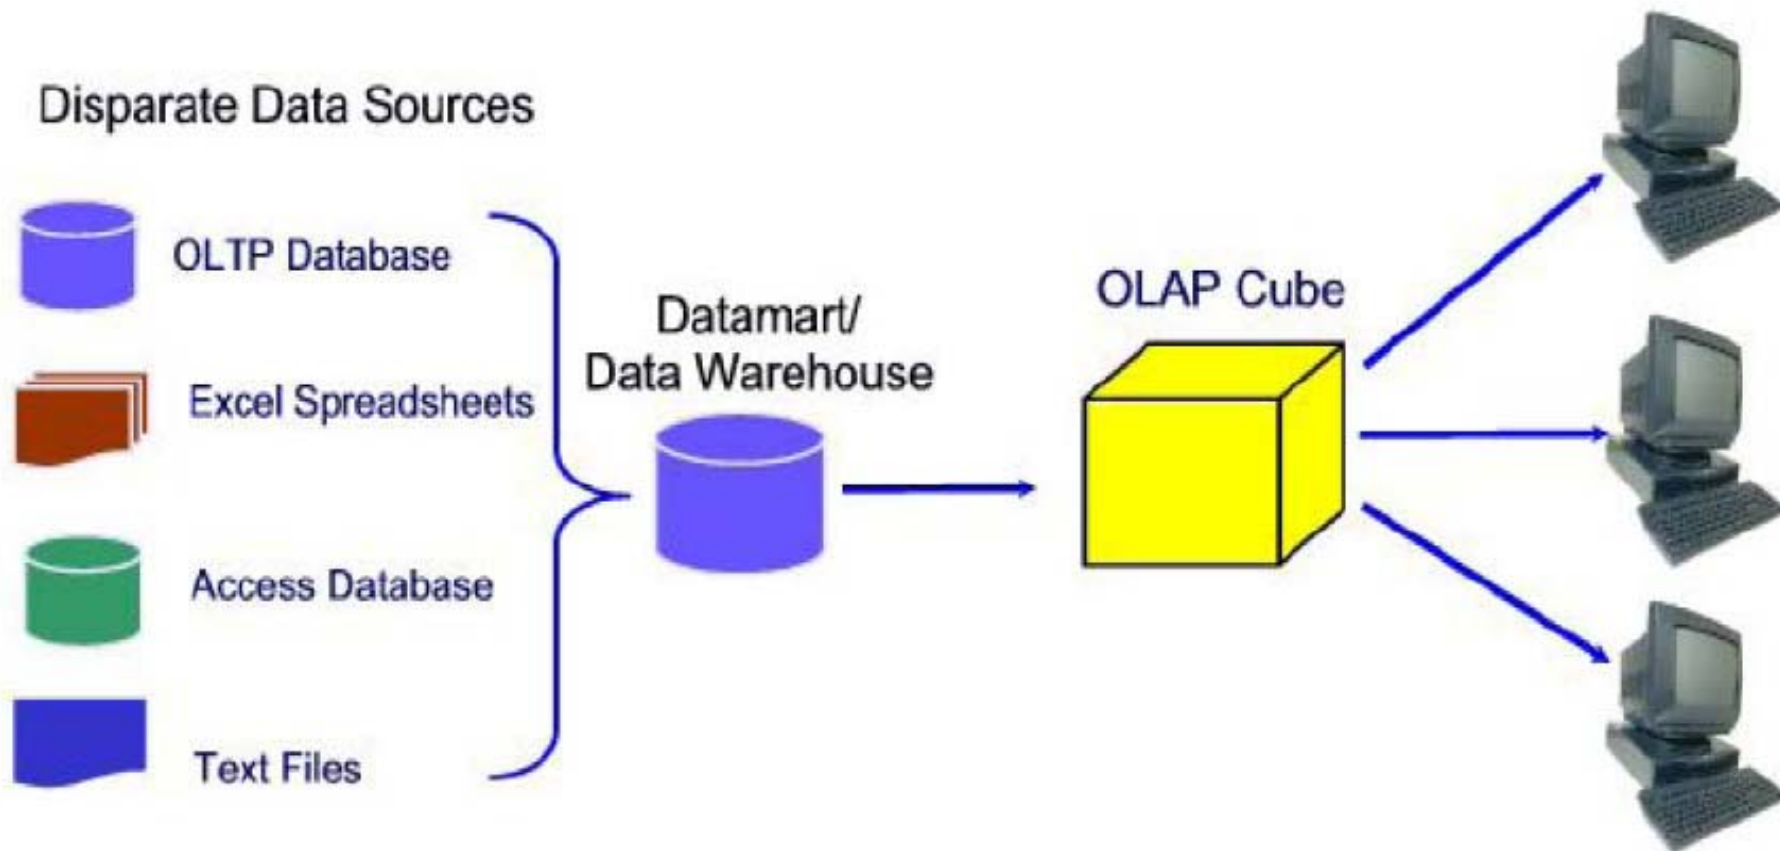 Disparate Data Sources
OLTP Database
Excel Spreadsheets
Access Database
Text Files
Datamart/
Data Warehouse
OLAP Cube